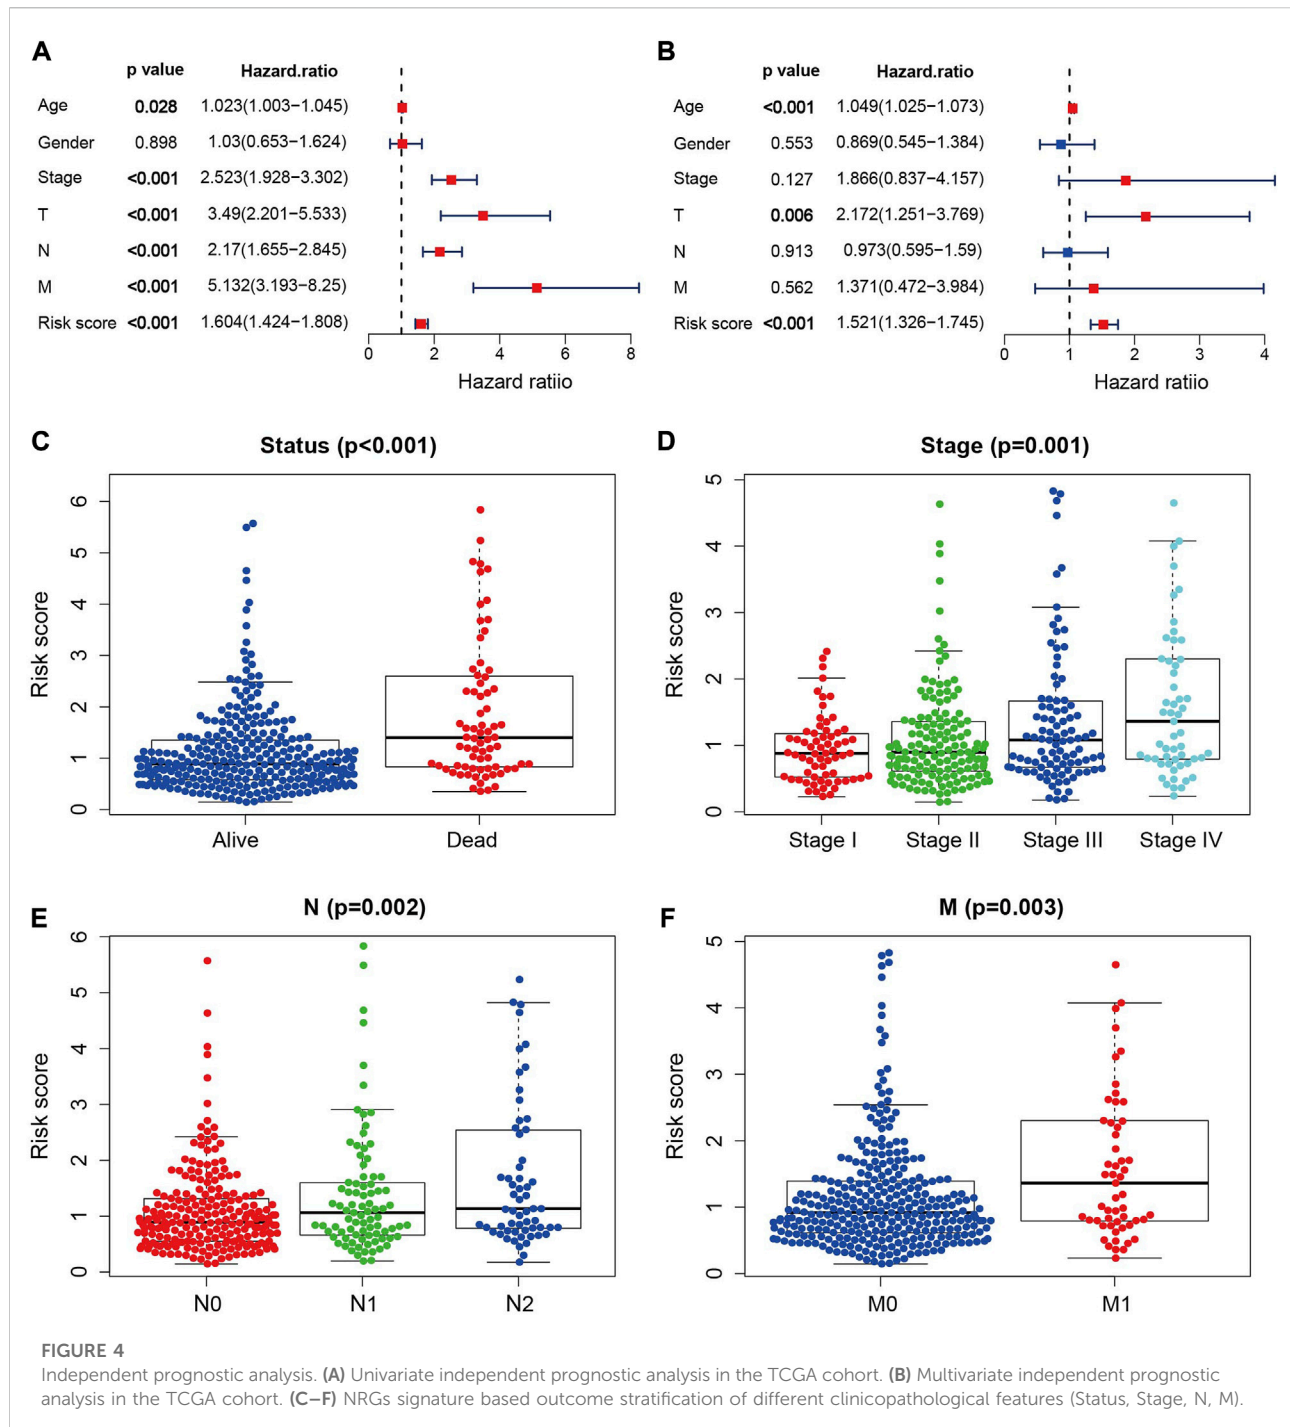 A
p value Hazard.ratio
Age 0.028 1.023(1.003−1.045)
Gender 0.898 1.03(0.653−1.624)
Stage <0.001 2.523(1.928−3.302)
T <0.001 3.49(2.201−5.533)
N <0.001 2.17(1.655−2.845)
M <0.001 5.132(3.193−8.25)
Risk score <0.001 1.604(1.424−1.808)
0 2 4 6 8
Hazard ratiio
B
p value Hazard.ratio
Age <0.001 1.049(1.025−1.073)
Gender 0.553 0.869(0.545−1.384)
Stage 0.127 1.866(0.837−4.157)
T 0.006 2.172(1.251−3.769)
N 0.913 0.973(0.595−1.59)
M 0.562 1.371(0.472−3.984)
Risk score <0.001 1.521(1.326−1.745)
0 1 2 3 4
Hazard ratiio
C
Status (p<0.001)
Risk score
6
5
4
3
2
1
0
Alive Dead
D
Stage (p=0.001)
Risk score
5
4
3
2
1
0
Stage I Stage II Stage III Stage IV
E
N (p=0.002)
Risk score
6
5
4
3
2
1
0
N0 N1 N2
F
M (p=0.003)
Risk score
5
4
3
2
1
0
M0 M1
FIGURE 4
Independent prognostic analysis. (A) Univariate independent prognostic analysis in the TCGA cohort. (B) Multivariate independent prognostic
analysis in the TCGA cohort. (C–F) NRGs signature based outcome stratification of different clinicopathological features (Status, Stage, N, M).